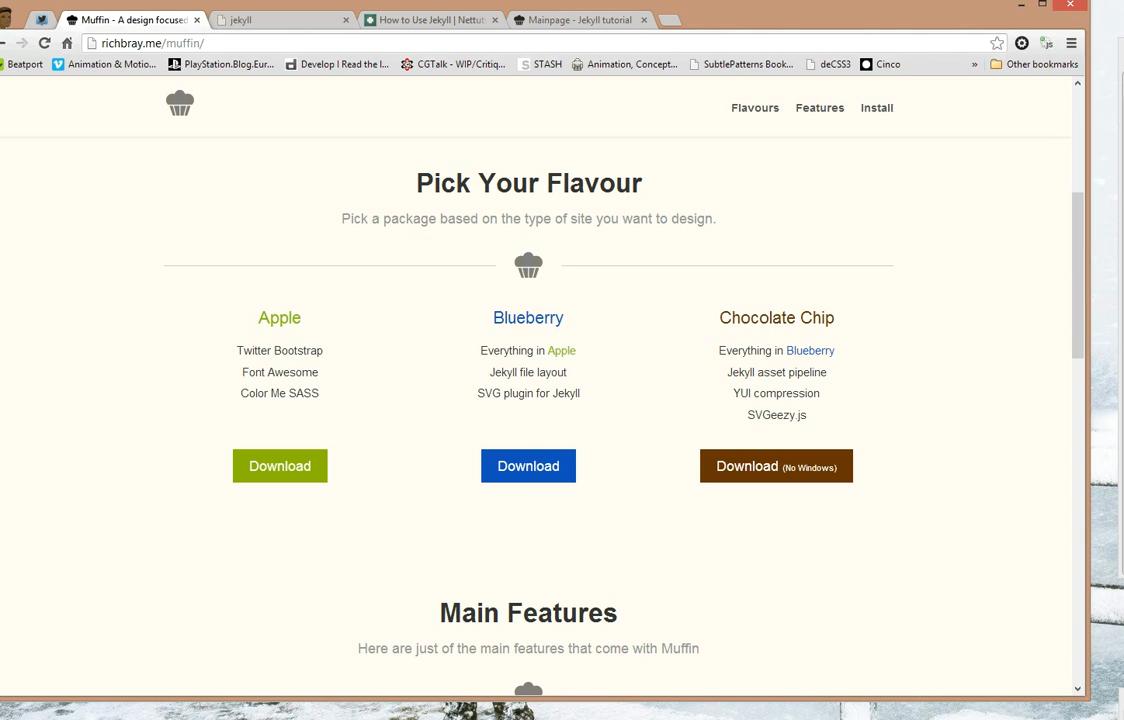 Muffin - A design focused
jekyll
How to Use Jekyll | Nettut
Mainpage - Jekyll tutorial
richbray.me/muffin/
Beatport
Animation & Motio...
PlayStation.Blog.Eur...
Develop I Read the I...
CGTalk - WIP/Critiq...
STASH
Animation, Concept...
SubtlePatterns Book...
deCSS3
Cinco
»
Other bookmarks
Flavours
Features
Install
Pick Your Flavour
Pick a package based on the type of site you want to design.
Apple
Twitter Bootstrap
Font Awesome
Color Me SASS
Download
Blueberry
Everything in Apple
Jekyll file layout
SVG plugin for Jekyll
Download
Chocolate Chip
Everything in Blueberry
Jekyll asset pipeline
YUI compression
SVGeezy.js
Download (No Windows)
Main Features
Here are just of the main features that come with Muffin